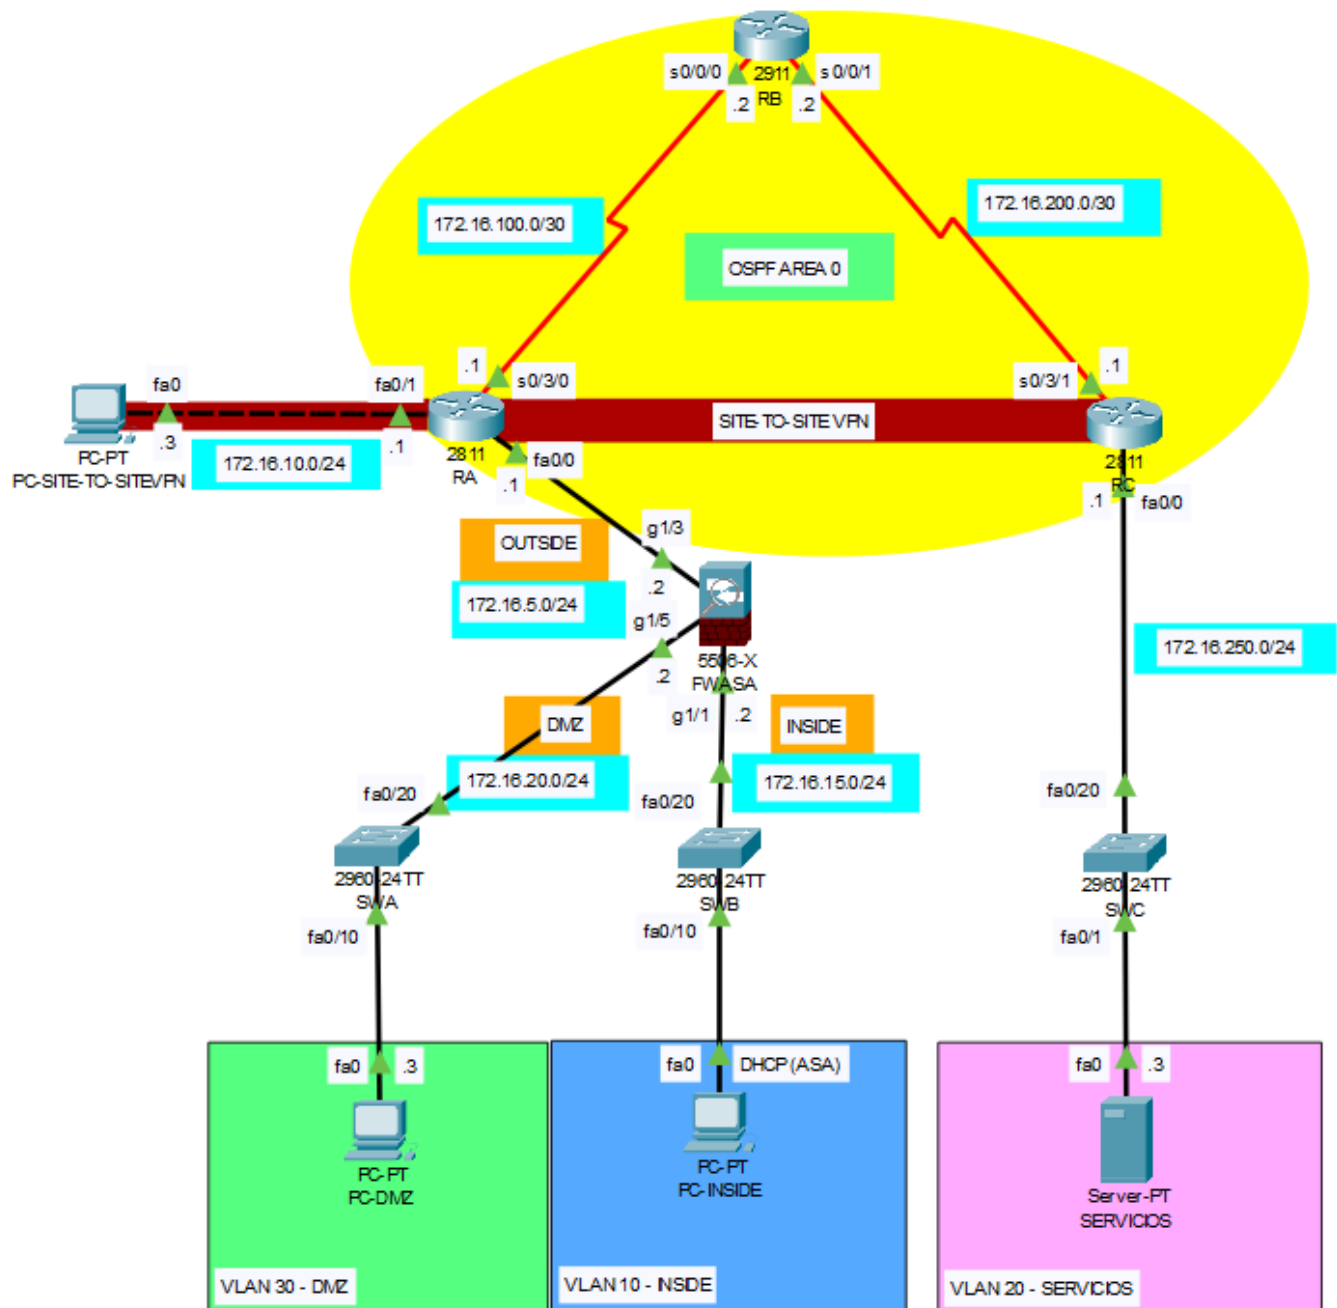 s0/0/0
2911
s0/0/1
RB
.2
.2
172.16.100.0/30
172.16.200.0/30
OSPF AREA 0
.1
s0/3/0
s0/3/1
.1
fa0
fa0/1
SITE-TO-SITE VPN
.3
.1
PC-PT
PC-SITE-TO-SITEVPN
172.16.10.0/24
2811
RA
fa0/0
.1
2811
RC
.1
fa0/0
OUTSIDE
g1/3
172.16.5.0/24
.2
g1/5
.2
5506-X
FWASA
172.16.250.0/24
g1/1
.2
DMZ
INSIDE
172.16.20.0/24
172.16.15.0/24
fa0/20
fa0/20
fa0/20
2960-24TT
SWA
2960-24TT
SWB
2960-24TT
SWC
fa0/10
fa0/10
fa0/1
fa0
.3
fa0
DHCP (ASA)
fa0
.3
PC-PT
PC-DMZ
PC-PT
PC-INSIDE
Server-PT
SERVICIOS
VLAN 30 - DMZ
VLAN 10 - INSIDE
VLAN 20 - SERVICIOS